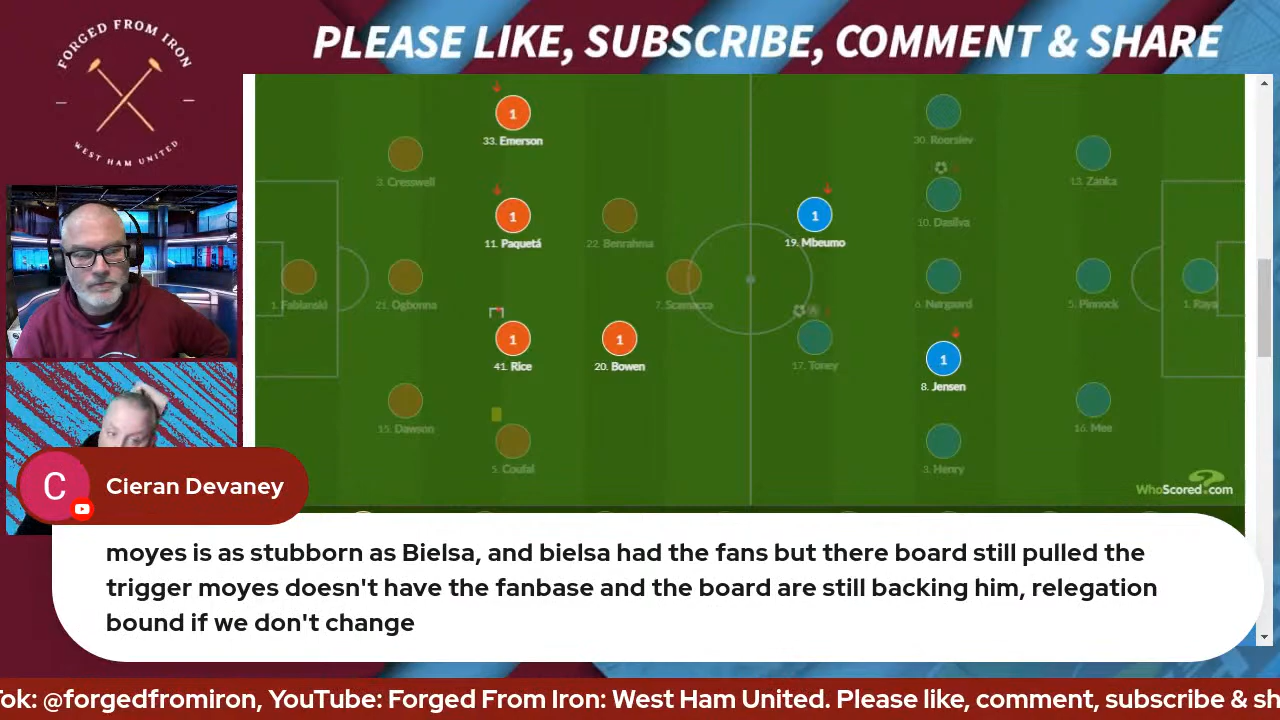 PLEASE LIKE, SUBSCRIBE, COMMENT & SHARE
FORGED FROM IRON
WEST HAM UNITED
1
33. Emerson
3. Cresswell
1
11. Paquetá
22. Benrahma
1. Fabianski
21. Ogbonna
7. Scamacca
1
41. Rice
1
20. Bowen
15. Dawson
5. Coufal
1
19. Mbeumo
17. Toney
30. Roerslev
10. Dasilva
6. Nørgaard
1
8. Jensen
3. Henry
13. Zanka
5. Pinnock
1. Raya
16. Mee
WhoScored.com
C
Cieran Devaney
moyes is as stubborn as Bielsa, and bielsa had the fans but there board still pulled the
trigger moyes doesn't have the fanbase and the board are still backing him, relegation
bound if we don't change
Tok: @forgedfromiron, YouTube: Forged From Iron: West Ham United. Please like, comment, subscribe & sh